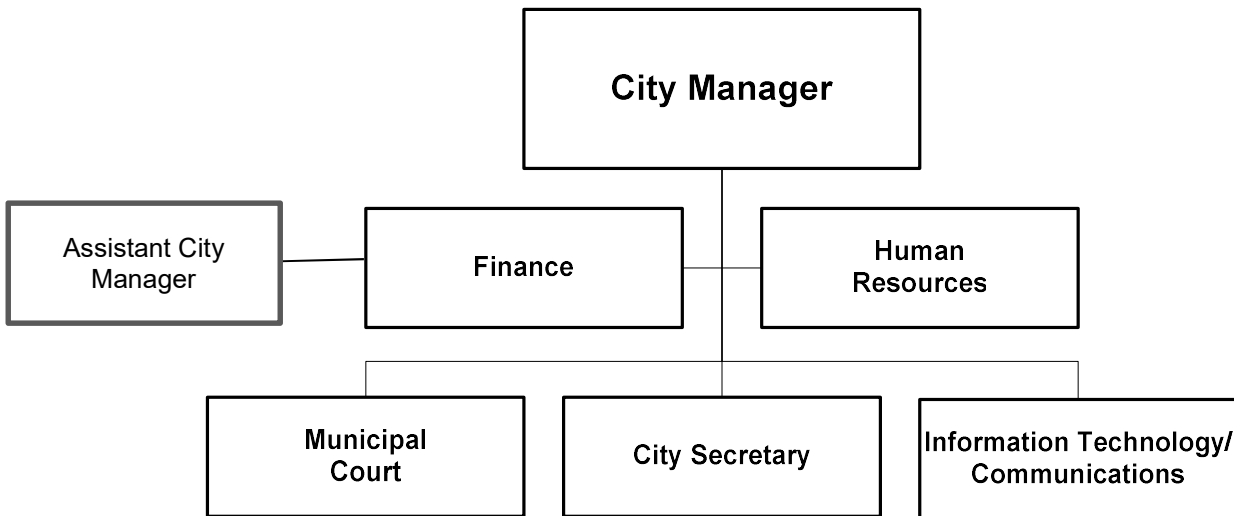 City Manager
Assistant City
Manager
Finance
Human
Resources
Municipal
Court
City Secretary
Information Technology/
Communications